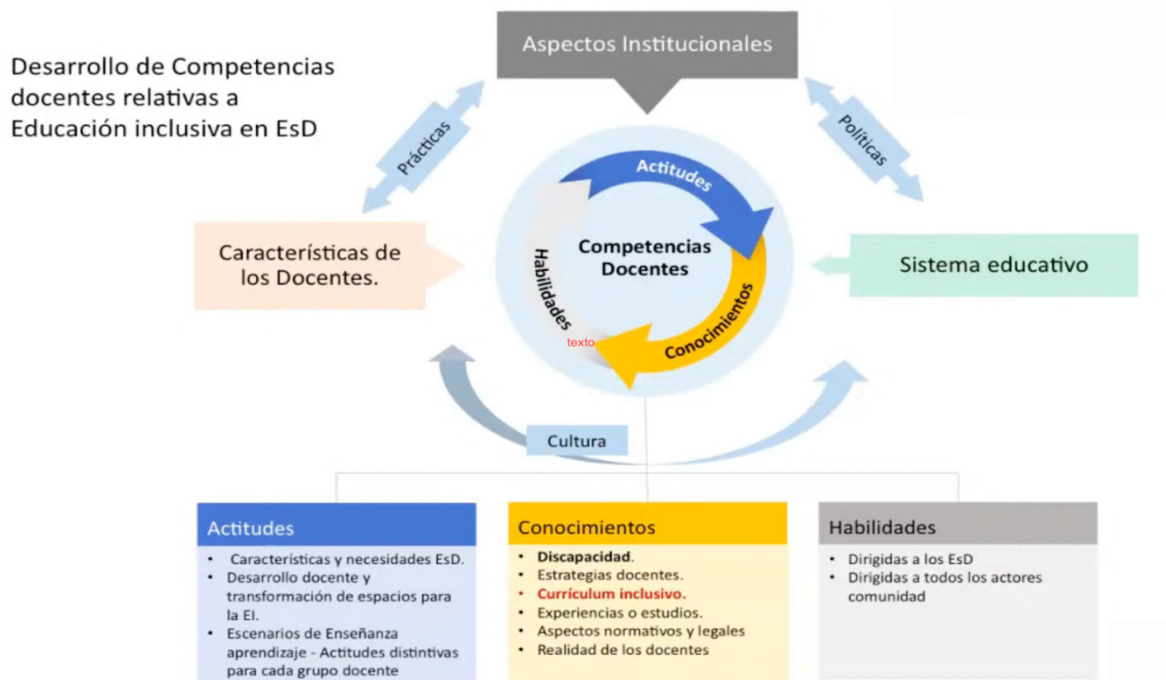 Desarrollo de Competencias
docentes relativas a
Educación inclusiva en EsD
Aspectos Institucionales
Prácticas
Políticas
Características de
los Docentes.
Actitudes
Conocimientos
Habilidades
texto
Competencias
Docentes
Sistema educativo
Cultura
Actitudes
• Características y necesidades EsD.
• Desarrollo docente y
transformación de espacios para
la EI.
• Escenarios de Enseñanza
aprendizaje - Actitudes distintivas
para cada grupo docente
Conocimientos
• Discapacidad.
• Estrategias docentes.
• Currículum inclusivo.
• Experiencias o estudios.
• Aspectos normativos y legales
• Realidad de los docentes
Habilidades
• Dirigidas a los EsD
• Dirigidas a todos los actores
comunidad